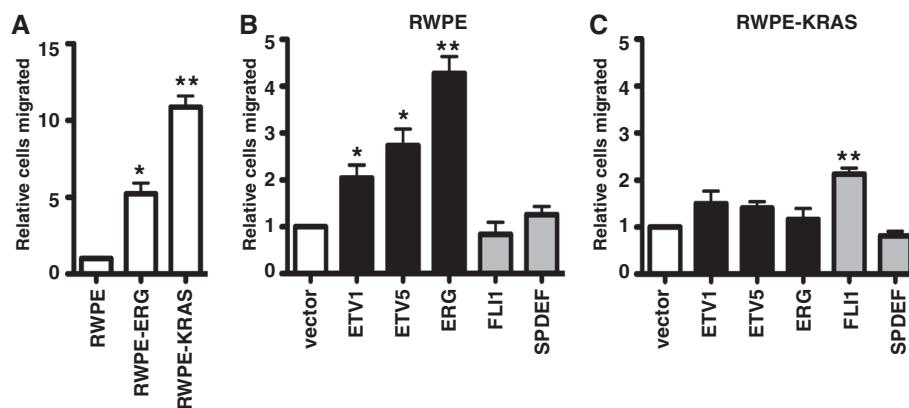 A
Relative cells migrated
15
10
5
0
*
**
RWPE
RWPE-ERG
RWPE-KRAS
B
RWPE
Relative cells migrated
5
4
3
2
1
0
*
*
**
vector
ETV1
ETV5
ERG
FLI1
SPDEF
C
RWPE-KRAS
Relative cells migrated
5
4
3
2
1
0
**
vector
ETV1
ETV5
ERG
FLI1
SPDEF